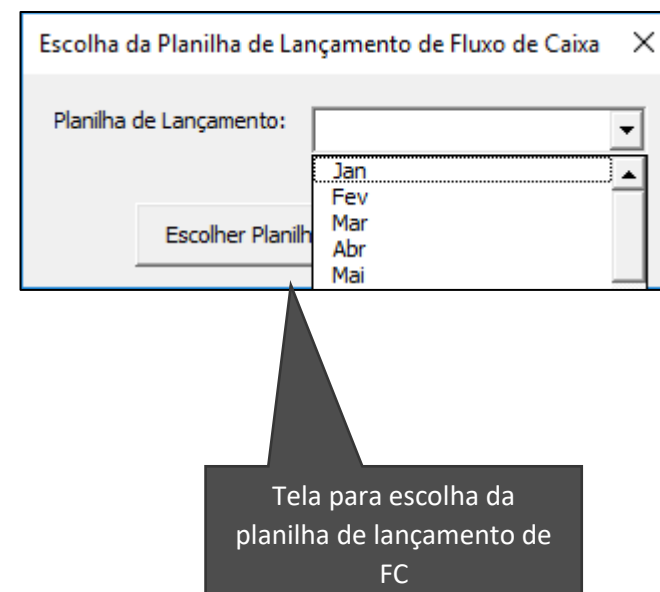 Escolha da Planilha de Lançamento de Fluxo de Caixa
Planilha de Lançamento:
Jan
Fev
Mar
Abr
Mai
Escolher Planilh
Tela para escolha da
planilha de lançamento de
FC